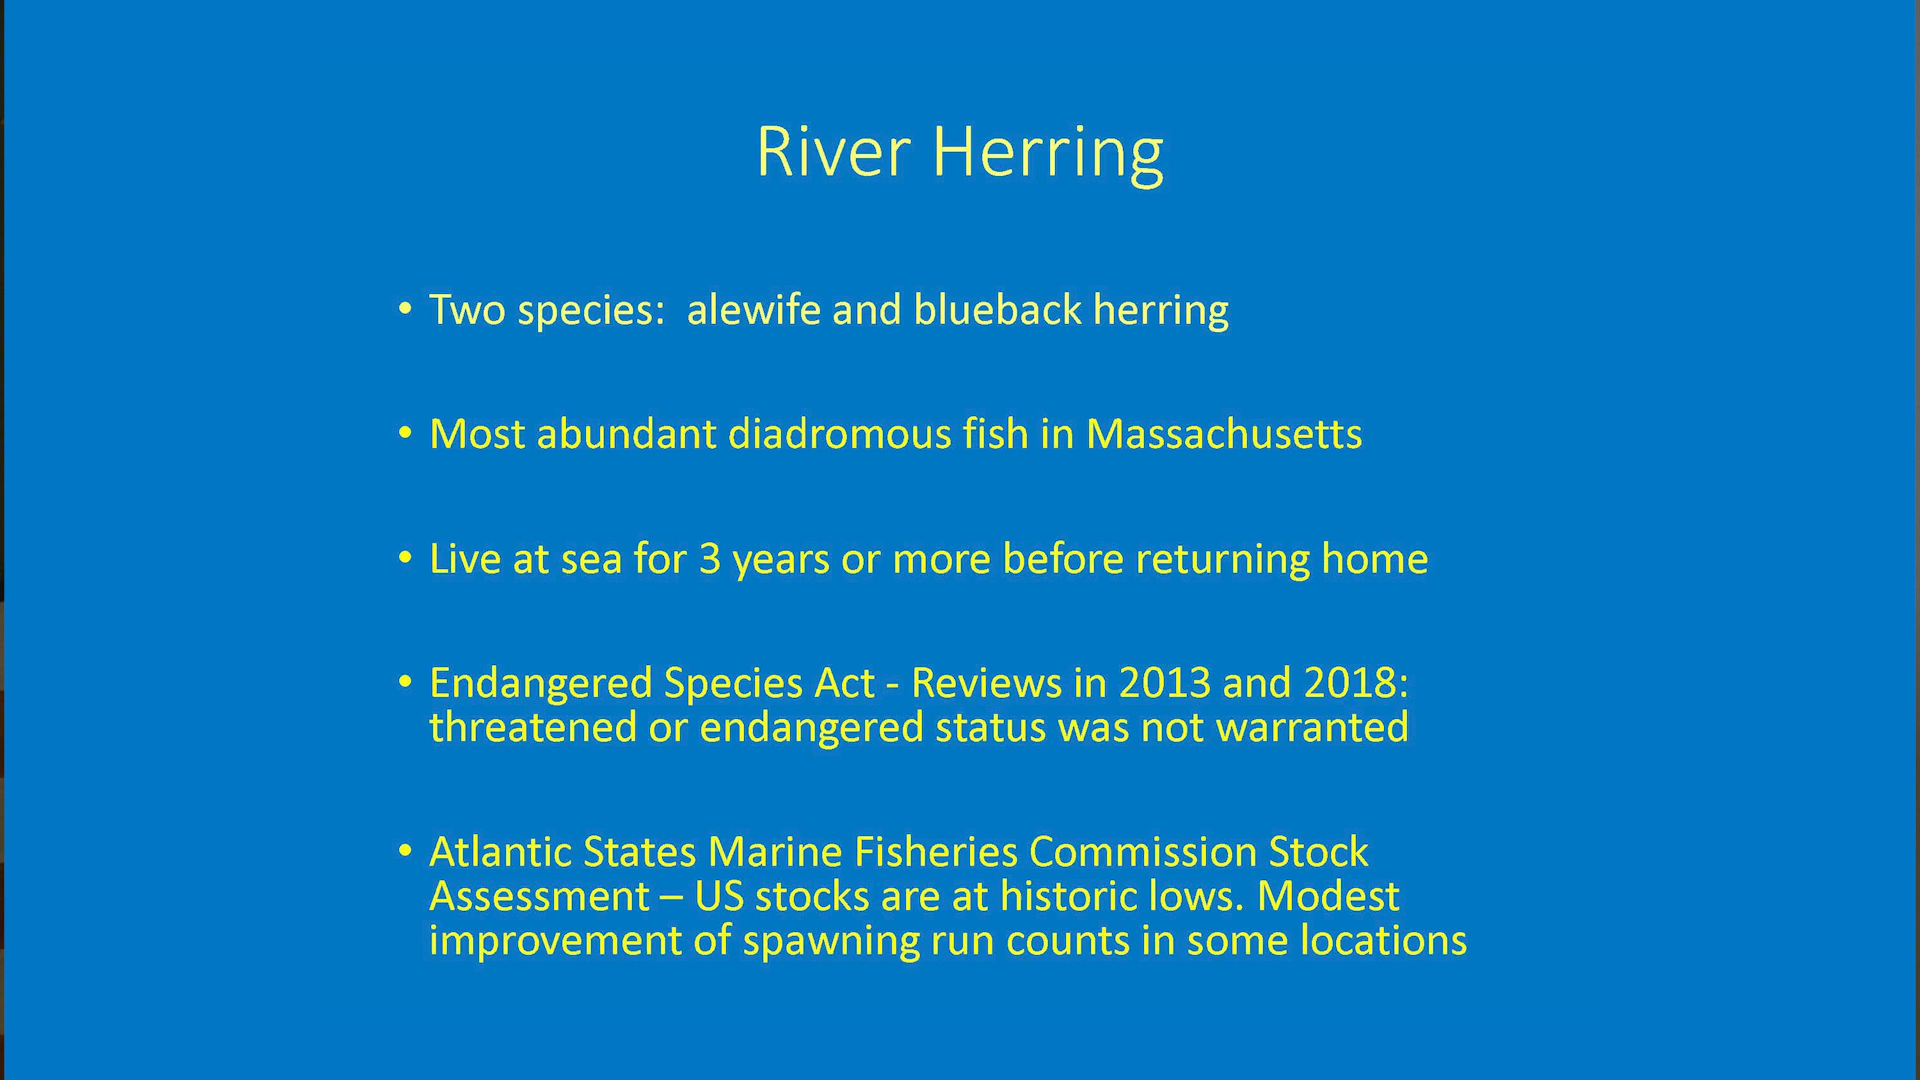 River Herring
• Two species:  alewife and blueback herring
• Most abundant diadromous fish in Massachusetts
• Live at sea for 3 years or more before returning home
• Endangered Species Act - Reviews in 2013 and 2018:
threatened or endangered status was not warranted
• Atlantic States Marine Fisheries Commission Stock
Assessment – US stocks are at historic lows. Modest
improvement of spawning run counts in some locations